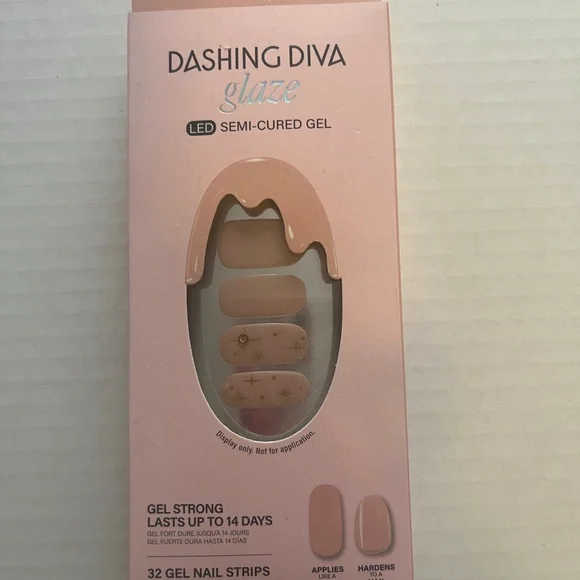 DASHING DIVA
glaze
LED SEMI-CURED GEL
Display only. Not for application.
GEL STRONG
LASTS UP TO 14 DAYS
GEL FORT DURE JUSQU'À 14 JOURS
GEL FUERTE DURA HASTA 14 DÍAS
32 GEL NAIL STRIPS
APPLIES
LIKE A
HARDENS
TO A